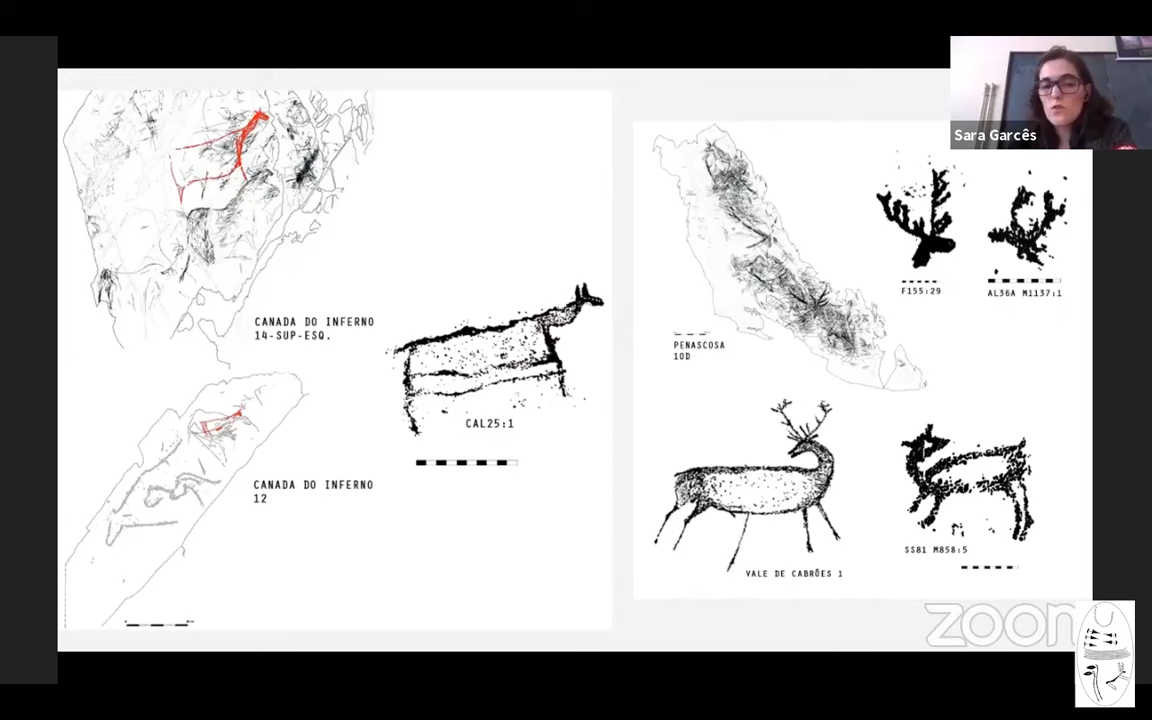 Sara Garcês
F155:29
AL36A M1137:1
CANADA DO INFERNO
14-SUP-ESQ.
PENASCOSA
10D
CAL25:1
CANADA DO INFERNO
12
SS81 M858:5
VALE DE CABRÕES 1
zoom